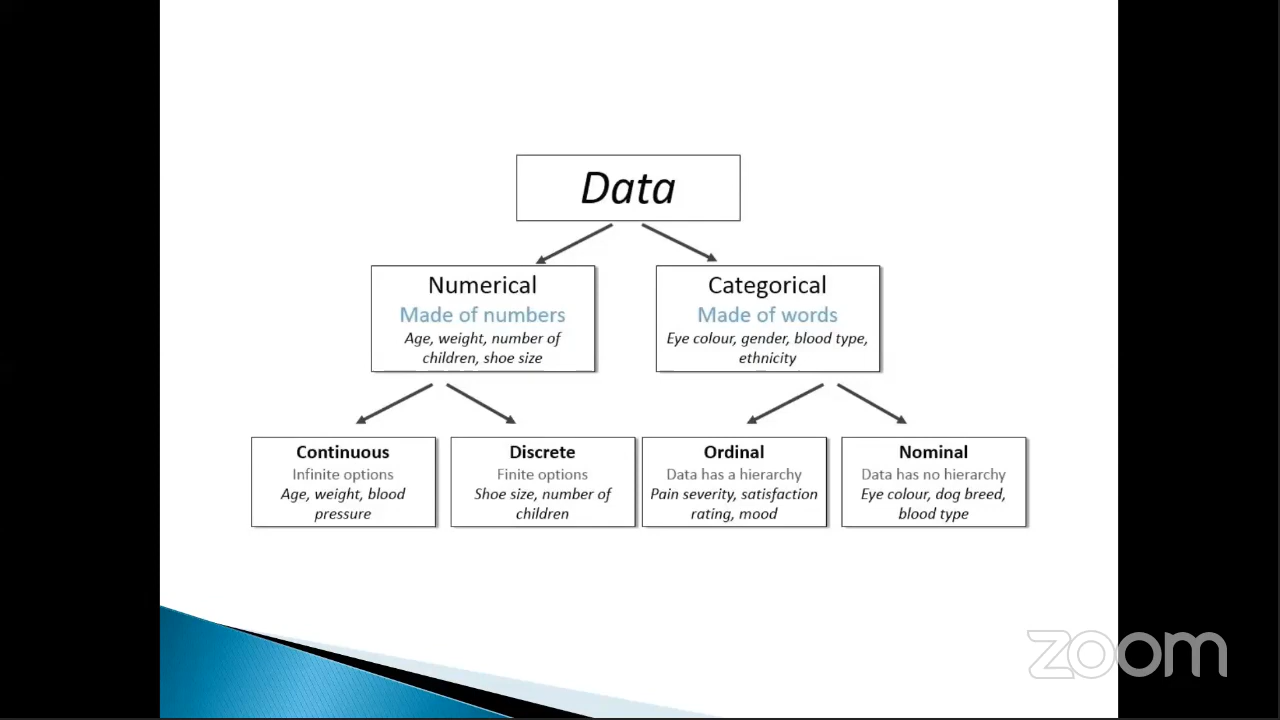 Data
Numerical
Made of numbers
Age, weight, number of
children, shoe size
Categorical
Made of words
Eye colour, gender, blood type,
ethnicity
Continuous
Infinite options
Age, weight, blood
pressure
Discrete
Finite options
Shoe size, number of
children
Ordinal
Data has a hierarchy
Pain severity, satisfaction
rating, mood
Nominal
Data has no hierarchy
Eye colour, dog breed,
blood type
zoom